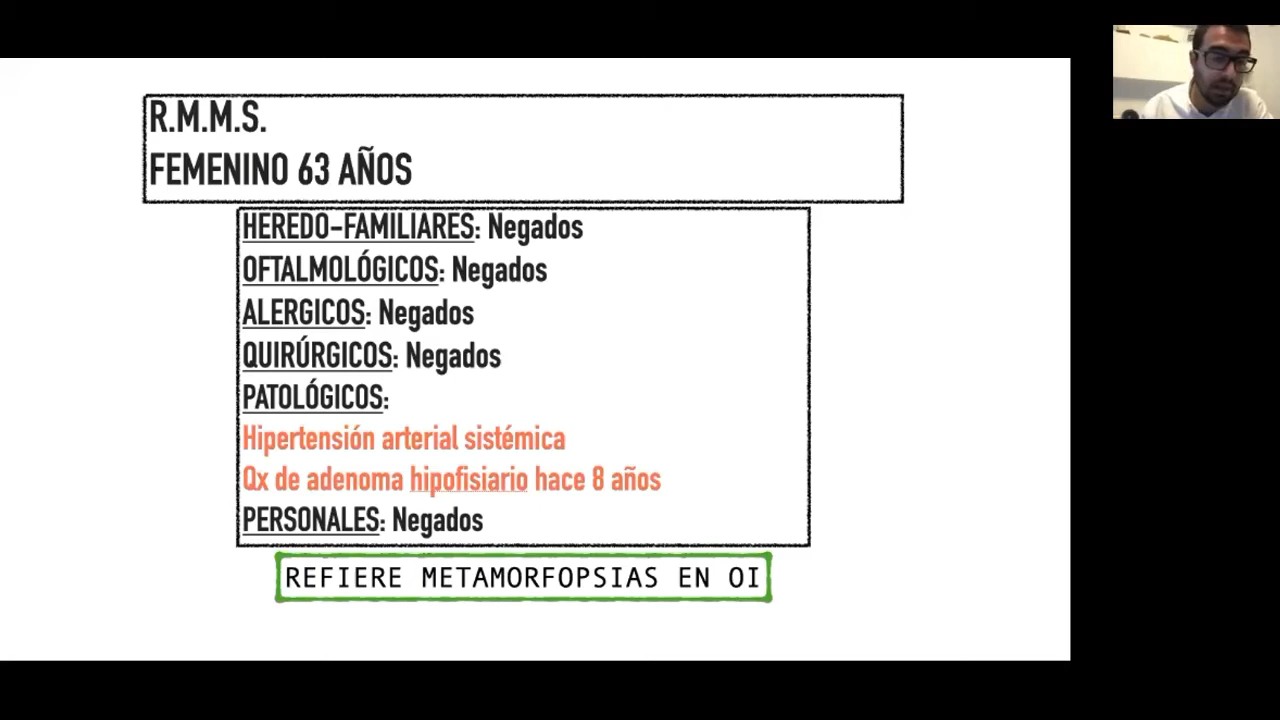 R.M.M.S.
FEMENINO 63 AÑOS
HEREDO-FAMILIARES: Negados
OFTALMOLÓGICOS: Negados
ALERGICOS: Negados
QUIRÚRGICOS: Negados
PATOLÓGICOS:
Hipertensión arterial sistémica
Qx de adenoma hipofisiario hace 8 años
PERSONALES: Negados
REFIERE METAMORFOPSIAS EN OI